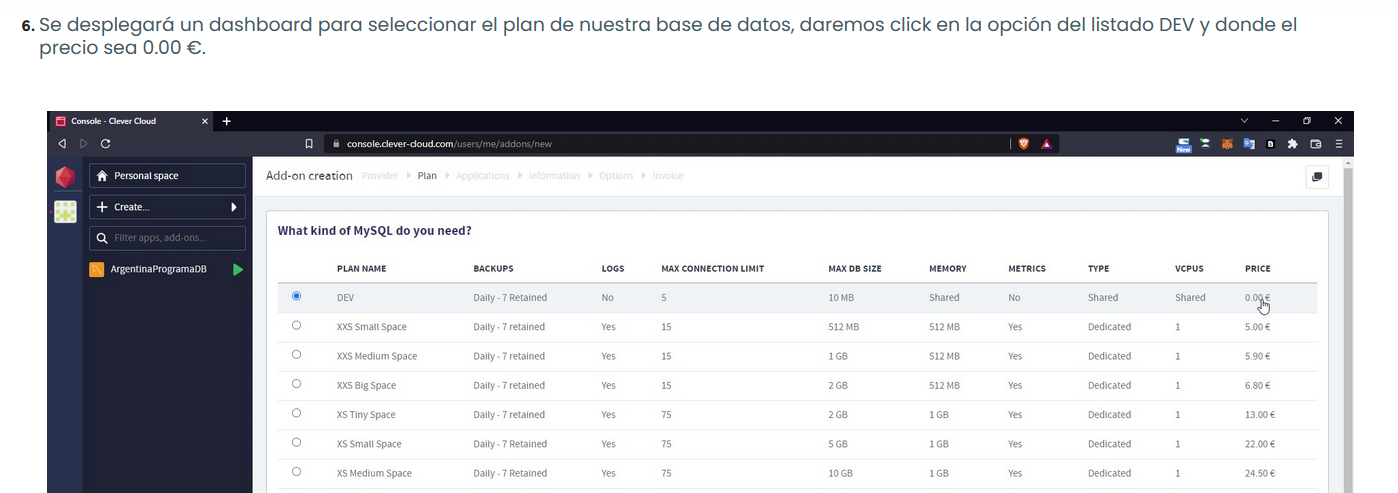 6. Se desplegará un dashboard para seleccionar el plan de nuestra base de datos, daremos click en la opción del listado DEV y donde el
precio sea 0.00 €.
Console - Clever Cloud
console.clever-cloud.com/users/me/addons/new
New
Personal space
Add-on creation Provider Plan Applications Information Options Invoice
Create...
Filter apps, add-ons...
ArgentinaProgramaDB
What kind of MySQL do you need?
PLAN NAME BACKUPS LOGS MAX CONNECTION LIMIT MAX DB SIZE MEMORY METRICS TYPE VCPUS PRICE
DEV Daily - 7 Retained No 5 10 MB Shared No Shared Shared 0.00 €
XXS Small Space Daily - 7 retained Yes 15 512 MB 512 MB Yes Dedicated 1 5.00 €
XXS Medium Space Daily - 7 retained Yes 15 1 GB 512 MB Yes Dedicated 1 5.90 €
XXS Big Space Daily - 7 retained Yes 15 2 GB 512 MB Yes Dedicated 1 6.80 €
XS Tiny Space Daily - 7 retained Yes 75 2 GB 1 GB Yes Dedicated 1 13.00 €
XS Small Space Daily - 7 Retained Yes 75 5 GB 1 GB Yes Dedicated 1 22.00 €
XS Medium Space Daily - 7 Retained Yes 75 10 GB 1 GB Yes Dedicated 1 24.50 €